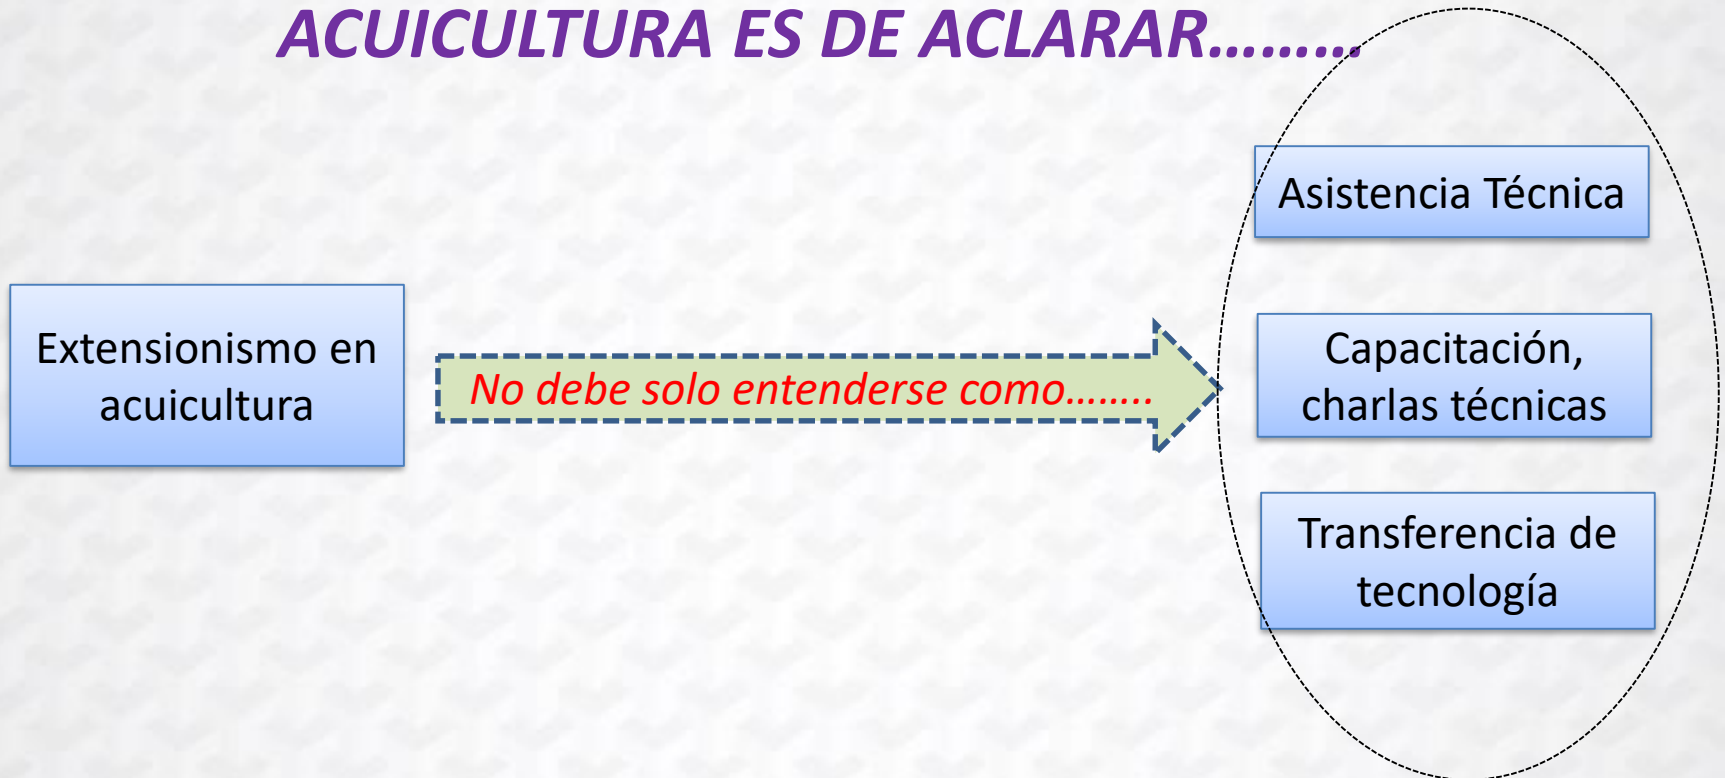 ACUICULTURA ES DE ACLARAR.........
Extensionismo en
acuicultura
No debe solo entenderse como........
Asistencia Técnica
Capacitación,
charlas técnicas
Transferencia de
tecnología